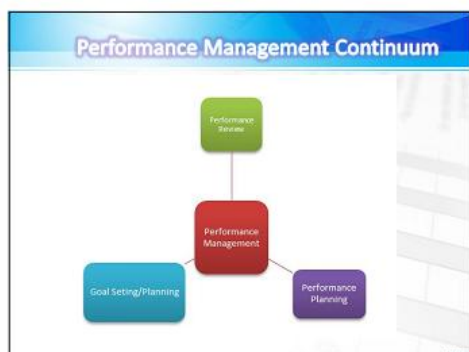 Performance Management Continuum
Performance
Review
Performance
Management
Goal Seting/Planning
Performance
Planning